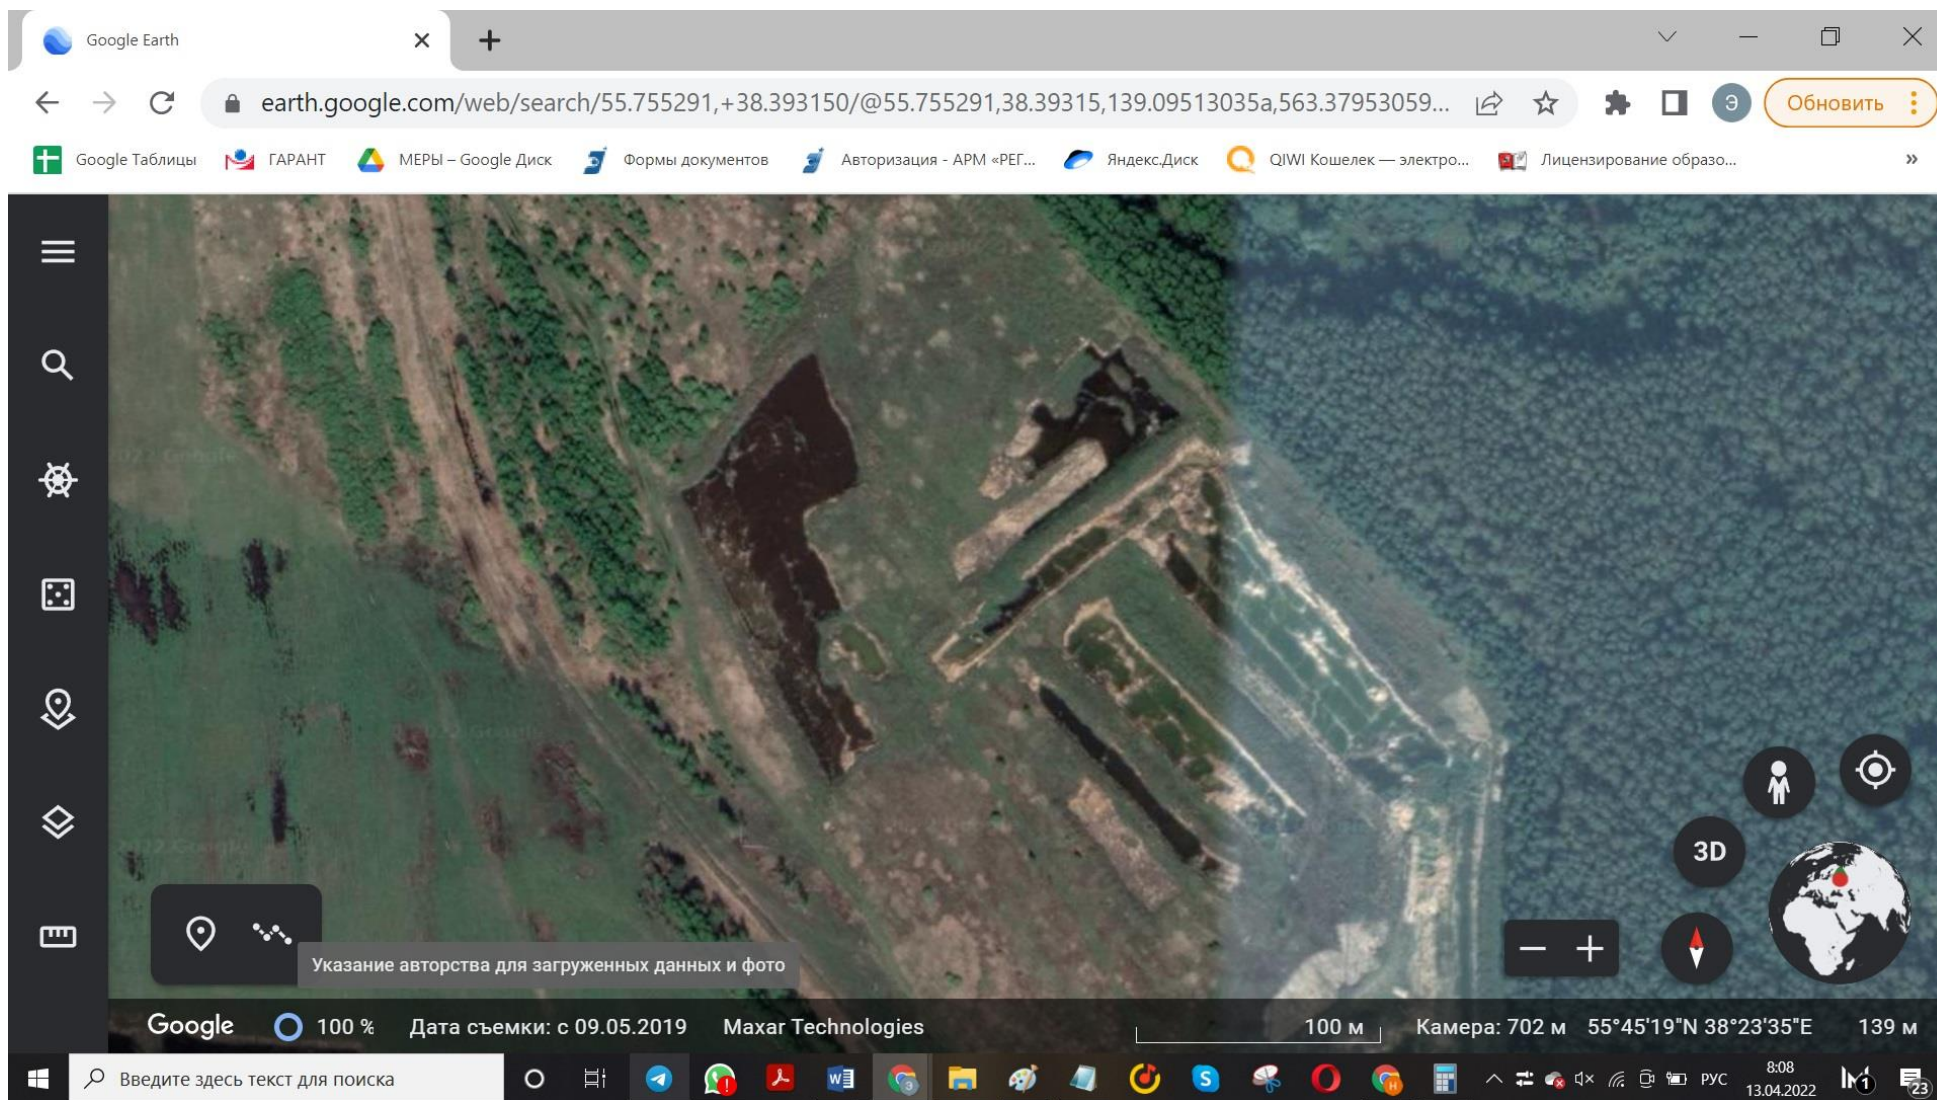 Google Earth
earth.google.com/web/search/55.755291,+38.393150/@55.755291,38.39315,139.09513035a,563.37953059...
Э
Обновить
Google Таблицы
ГАРАНТ
МЕРЫ – Google Диск
Формы документов
Авторизация - АРМ «РЕГ...
Яндекс.Диск
QIWI Кошелек — электро...
Лицензирование образо...
»
3D
Указание авторства для загруженных данных и фото
Google
100 %
Дата съемки: с 09.05.2019
Maxar Technologies
100 м
Камера: 702 м
55°45'19"N 38°23'35"E
139 м
Введите здесь текст для поиска
РУС
8:08
13.04.2022
1
23